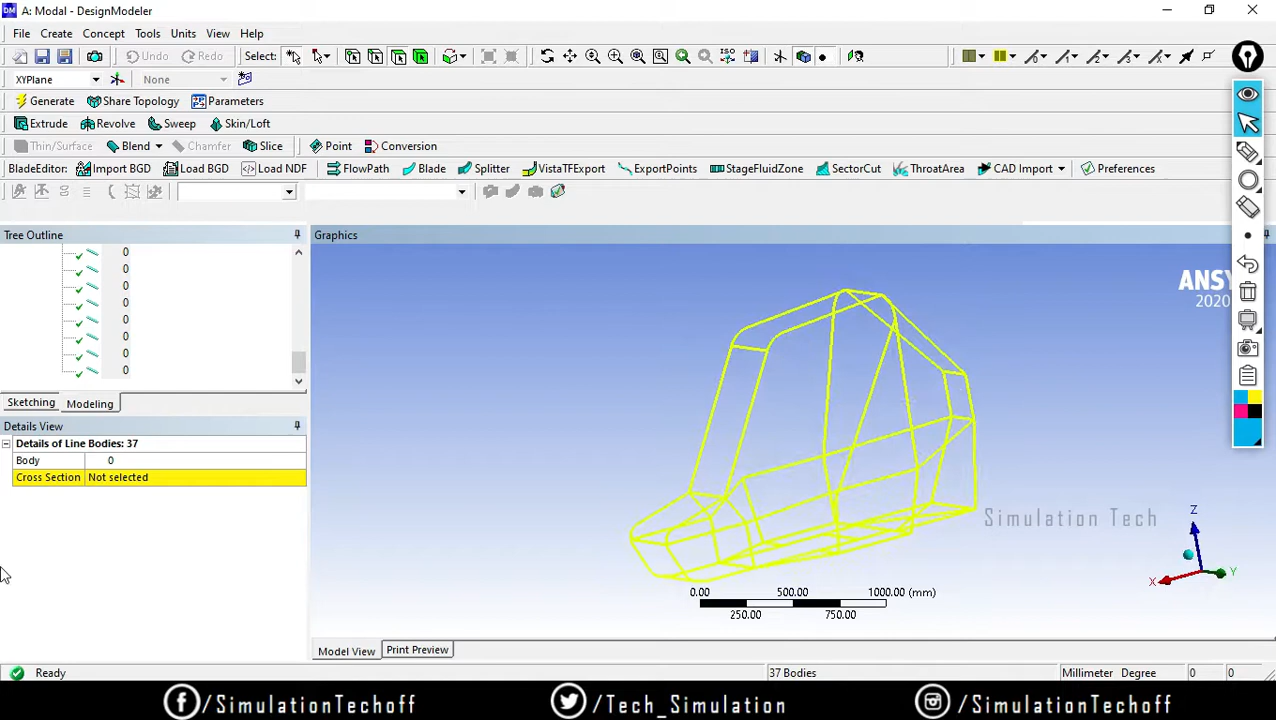 DM A: Modal - DesignModeler
File Create Concept Tools Units View Help
Undo Redo Select:
XYPlane None
Generate Share Topology Parameters
Extrude Revolve Sweep Skin/Loft
Thin/Surface Blend Chamfer Slice Point Conversion
BladeEditor: Import BGD Load BGD Load NDF FlowPath Blade Splitter VistaTFExport ExportPoints StageFluidZone SectorCut ThroatArea CAD Import Preferences
Tree Outline
0
0
0
0
0
0
0
0
Sketching Modeling
Details View
Details of Line Bodies: 37
Body 0
Cross Section Not selected
Graphics
ANSY
2020
Simulation Tech
Z
X
Y
0.00 500.00 1000.00 (mm)
250.00 750.00
Model View Print Preview
Ready 37 Bodies Millimeter Degree 0 0
/SimulationTechoff /Tech_Simulation /SimulationTechoff